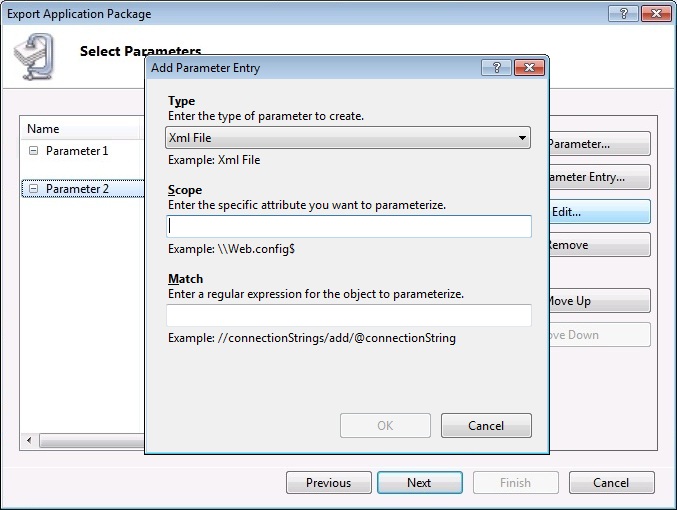 Export Application Package
Select Parameters
Name
Parameter 1
Parameter 2
Add Parameter Entry
Type
Enter the type of parameter to create.
Xml File
Example: Xml File
Scope
Enter the specific attribute you want to parameterize.
Example: \\Web.config$
Match
Enter a regular expression for the object to parameterize.
Example: //connectionStrings/add/@connectionString
OK
Cancel
Parameter...
ameter Entry...
Edit...
Remove
Move Up
ove Down
Previous
Next
Finish
Cancel